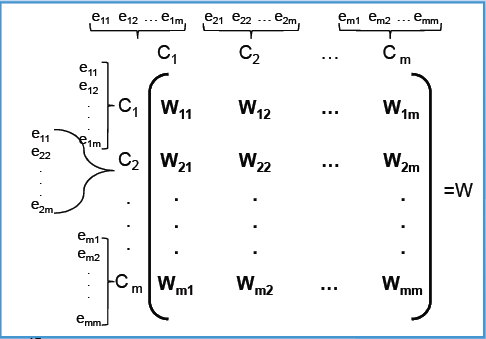 e11 e12 ... e1m e21 e22 ... e2m em1 em2 ... emm
C1 C2 ... Cm
e11
e12
.
.
.
e1m
C1 W11 W12 ... W1m
e11
e22
.
.
.
e2m
C2 W21 W22 ... W2m
. . . .
. . . .
. . . .
=W
em1
em2
.
.
.
emm
Cm Wm1 Wm2 ... Wmm